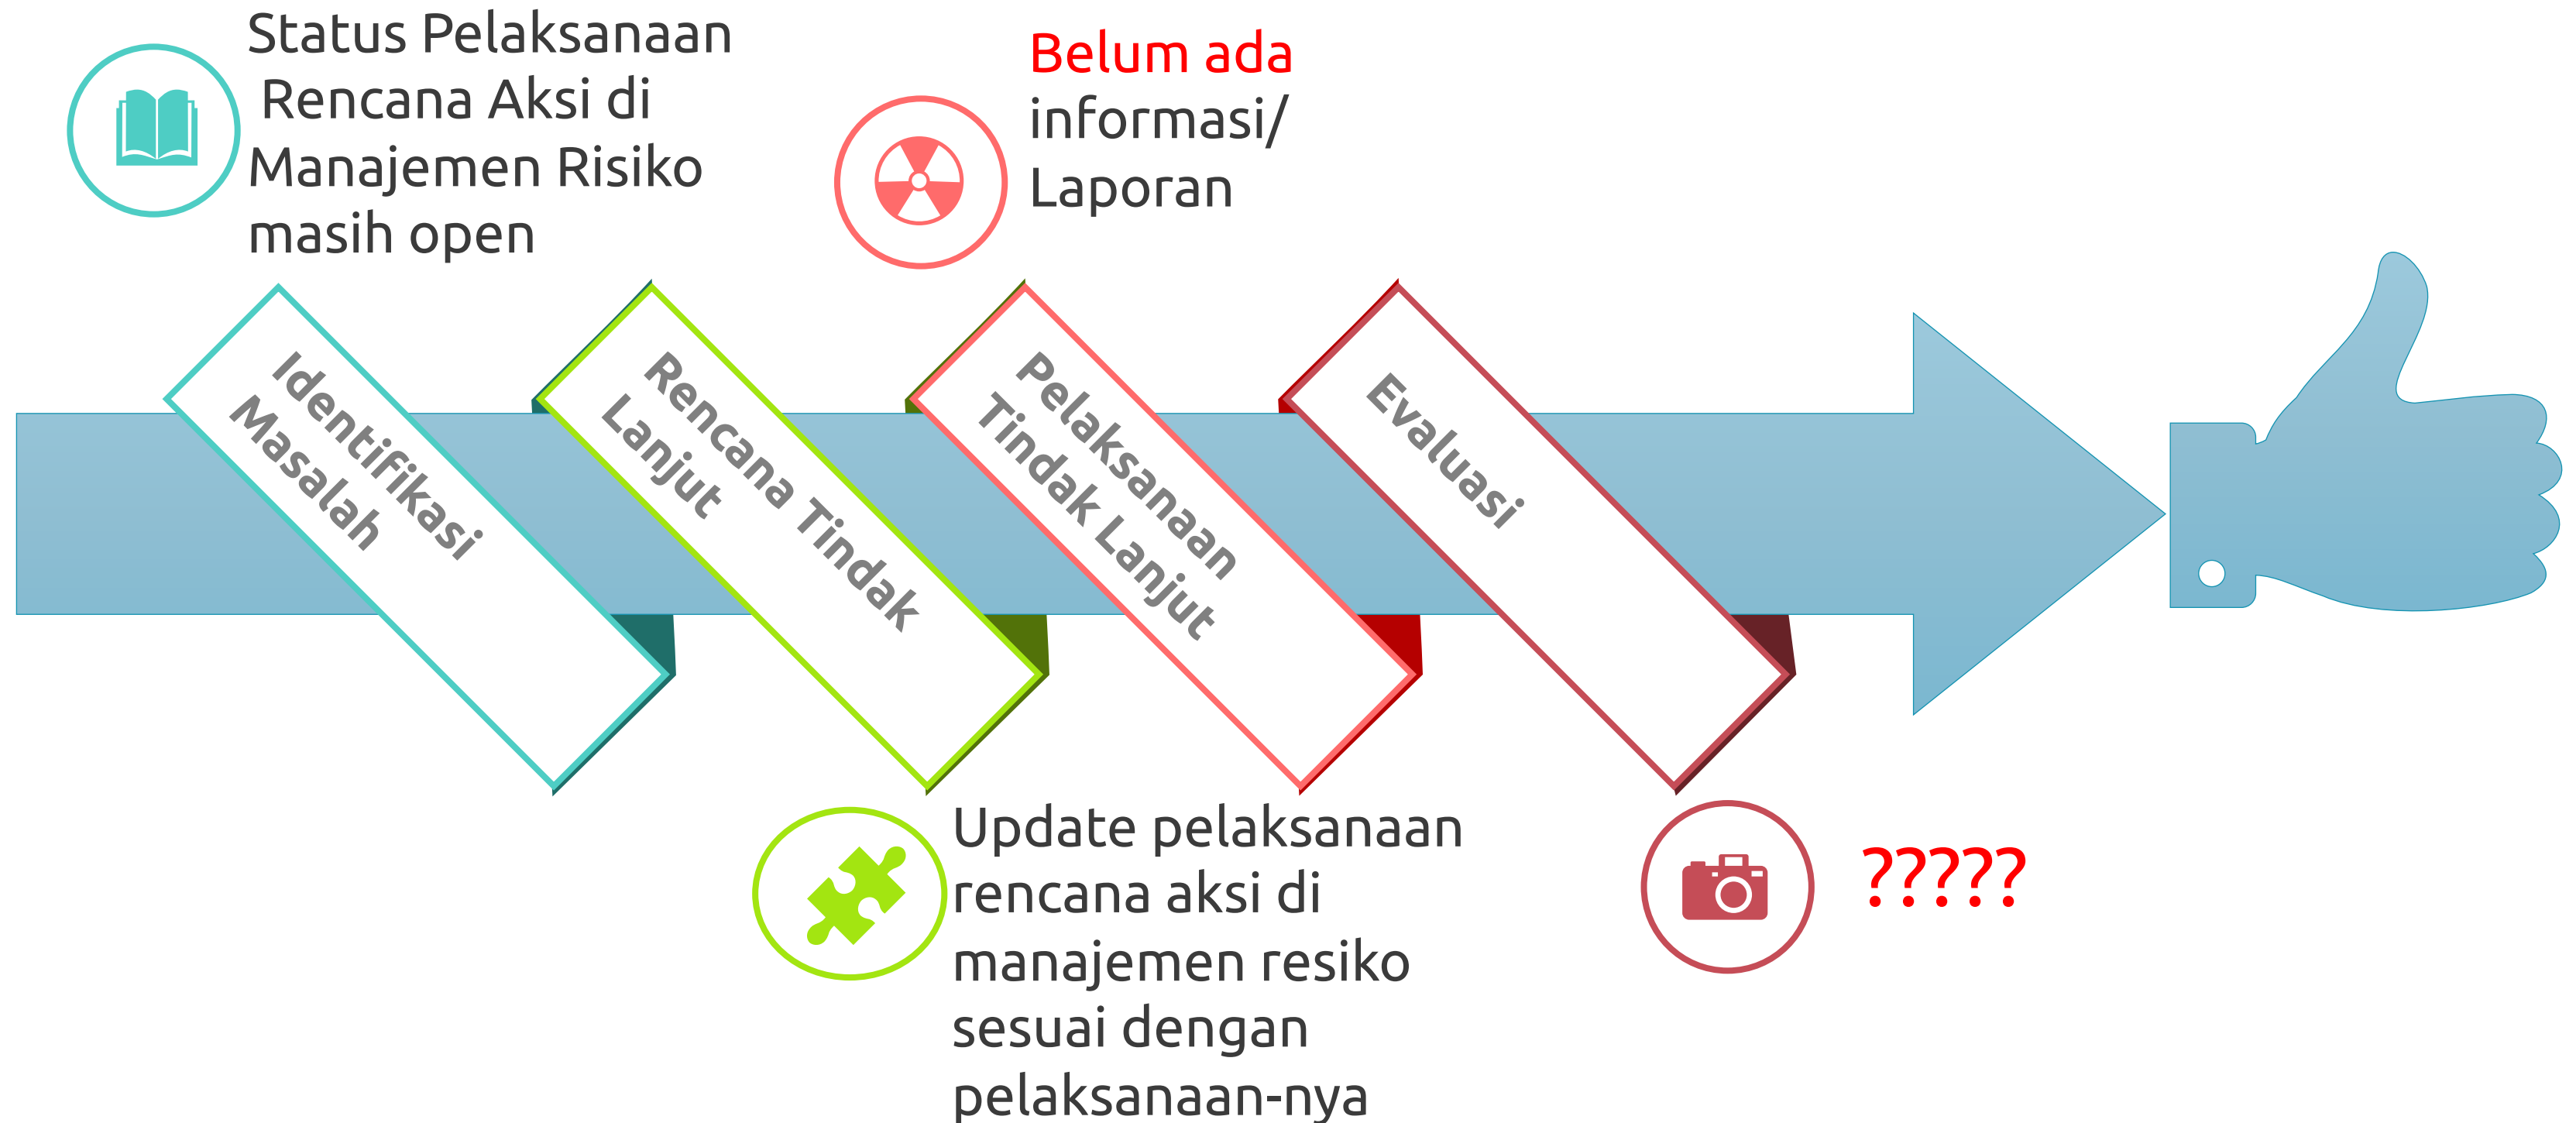 Status Pelaksanaan
Rencana Aksi di
Manajemen Risiko
masih open
Belum ada
informasi/
Laporan
Identifikasi
Masalah
Rencana Tindak
Lanjut
Pelaksanaan
Tindak Lanjut
Evaluasi
Update pelaksanaan
rencana aksi di
manajemen resiko
sesuai dengan
pelaksanaan-nya
?????